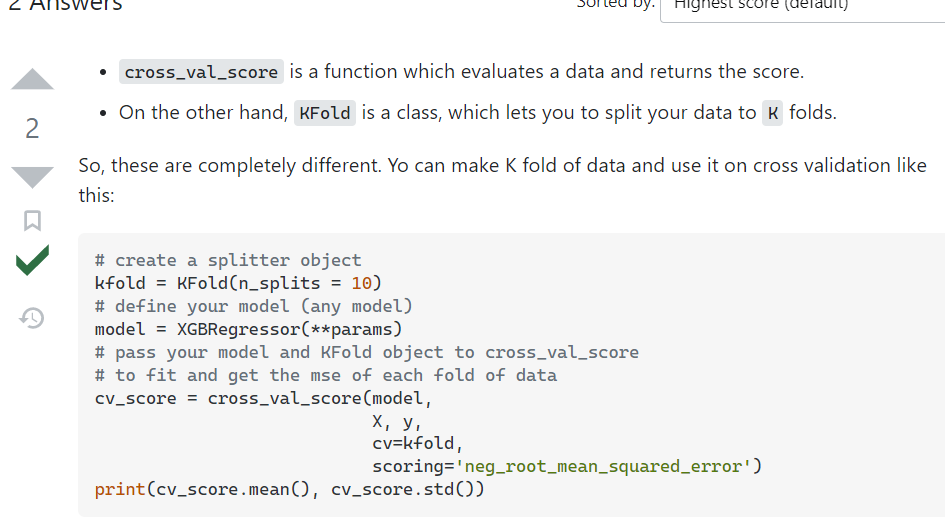 2 Answers
Sorted by:
Highest score (default)
cross_val_score is a function which evaluates a data and returns the score.
2
On the other hand, KFold is a class, which lets you to split your data to K folds.
So, these are completely different. Yo can make K fold of data and use it on cross validation like
this:
# create a splitter object
kfold = KFold(n_splits = 10)
# define your model (any model)
model = XGBRegressor(**params)
# pass your model and KFold object to cross_val_score
# to fit and get the mse of each fold of data
cv_score = cross_val_score(model,
X, y,
cv=kfold,
scoring='neg_root_mean_squared_error')
print(cv_score.mean(), cv_score.std())